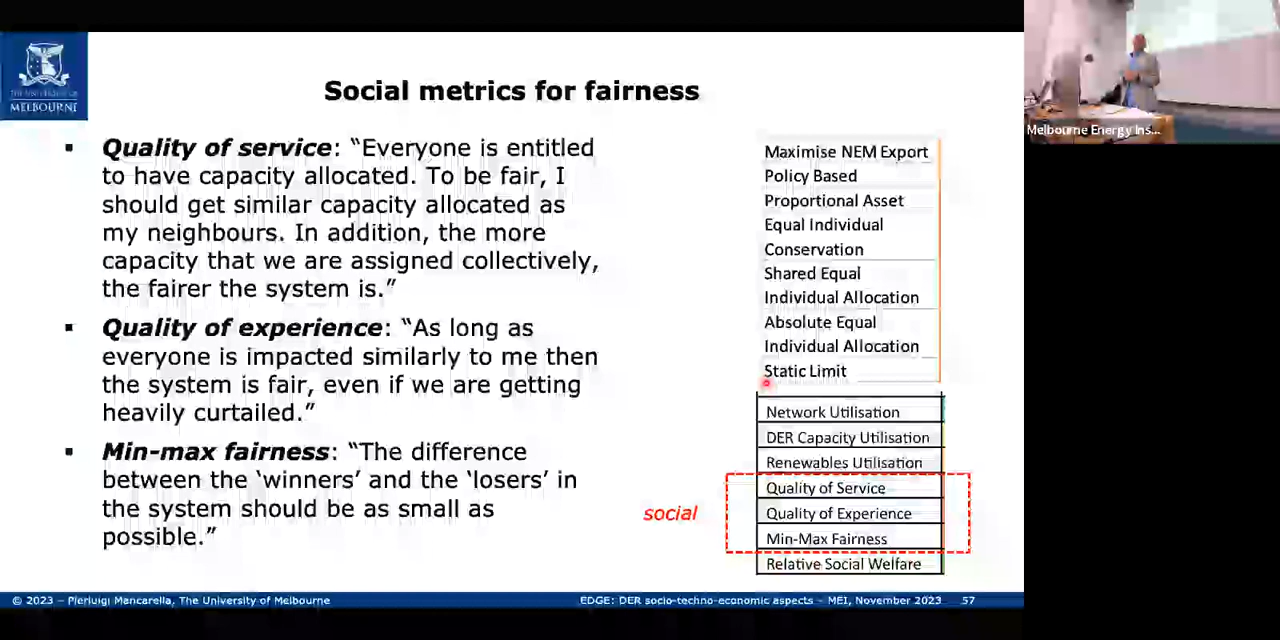 THE UNIVERSITY OF
MELBOURNE
Social metrics for fairness
Quality of service: “Everyone is entitled
to have capacity allocated. To be fair, I
should get similar capacity allocated as
my neighbours. In addition, the more
capacity that we are assigned collectively,
the fairer the system is.”
Quality of experience: “As long as
everyone is impacted similarly to me then
the system is fair, even if we are getting
heavily curtailed.”
Min-max fairness: “The difference
between the ‘winners’ and the ‘losers’ in
the system should be as small as
possible.”
Maximise NEM Export
Policy Based
Proportional Asset
Equal Individual
Conservation
Shared Equal
Individual Allocation
Absolute Equal
Individual Allocation
Static Limit
Network Utilisation
DER Capacity Utilisation
Renewables Utilisation
Quality of Service
Quality of Experience
Min-Max Fairness
Relative Social Welfare
social
Melbourne Energy Ins...
© 2023 – Pierluigi Mancarella, The University of Melbourne
EDGE: DER socio-techno-economic aspects – MEI, November 2023 57